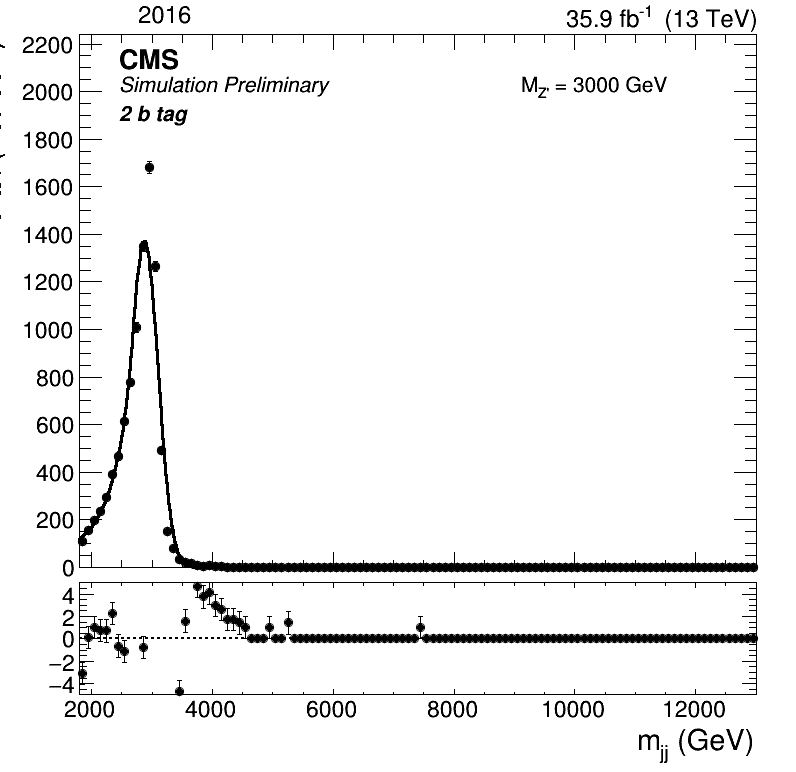 2016 35.9 fb⁻¹ (13 TeV)
CMS
Simulation Preliminary
M_Z' = 3000 GeV
2 b tag
2200
2000
1800
1600
1400
1200
1000
800
600
400
200
0
4
2
0
−2
−4
2000 4000 6000 8000 10000 12000
m_jj (GeV)